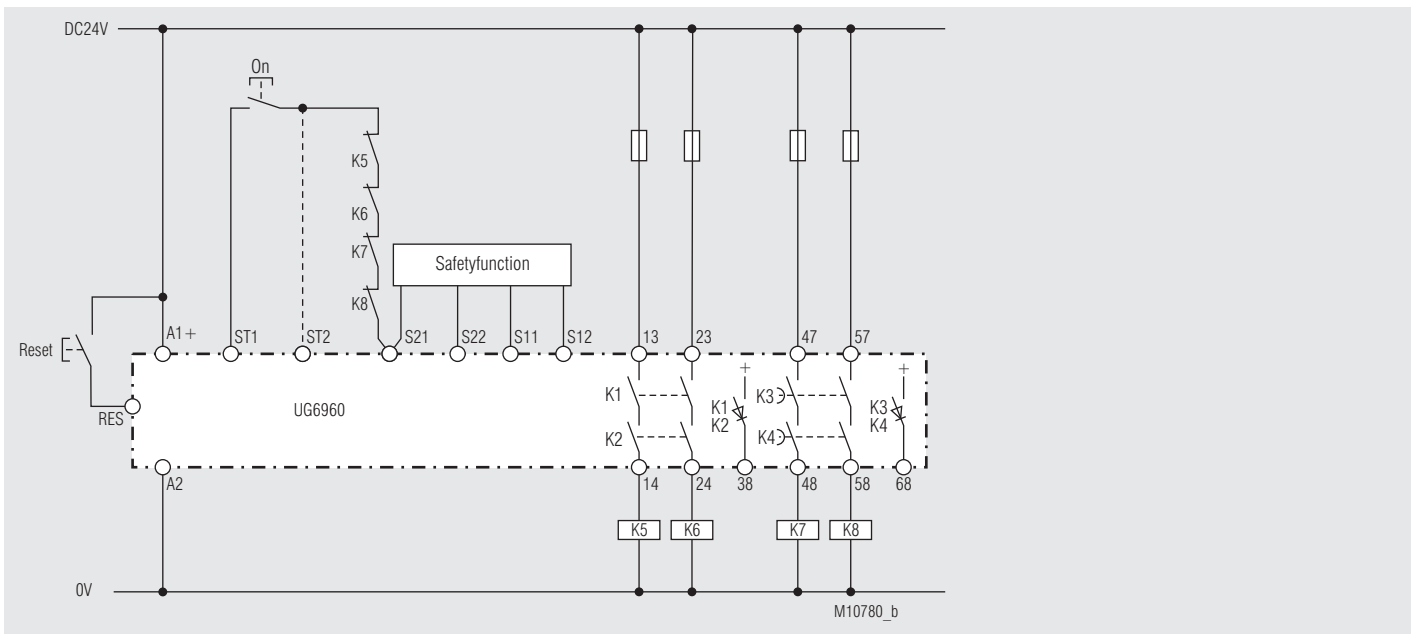 DC24V
On
K5
K6
K7
K8
Safetyfunction
Reset
A1+
ST1
ST2
S21
S22
S11
S12
13
23
47
57
RES
UG6960
K1
K2
+
K1
K2
K3
K4
+
K3
K4
A2
14
24
38
48
58
68
K5
K6
K7
K8
0V
M10780_b